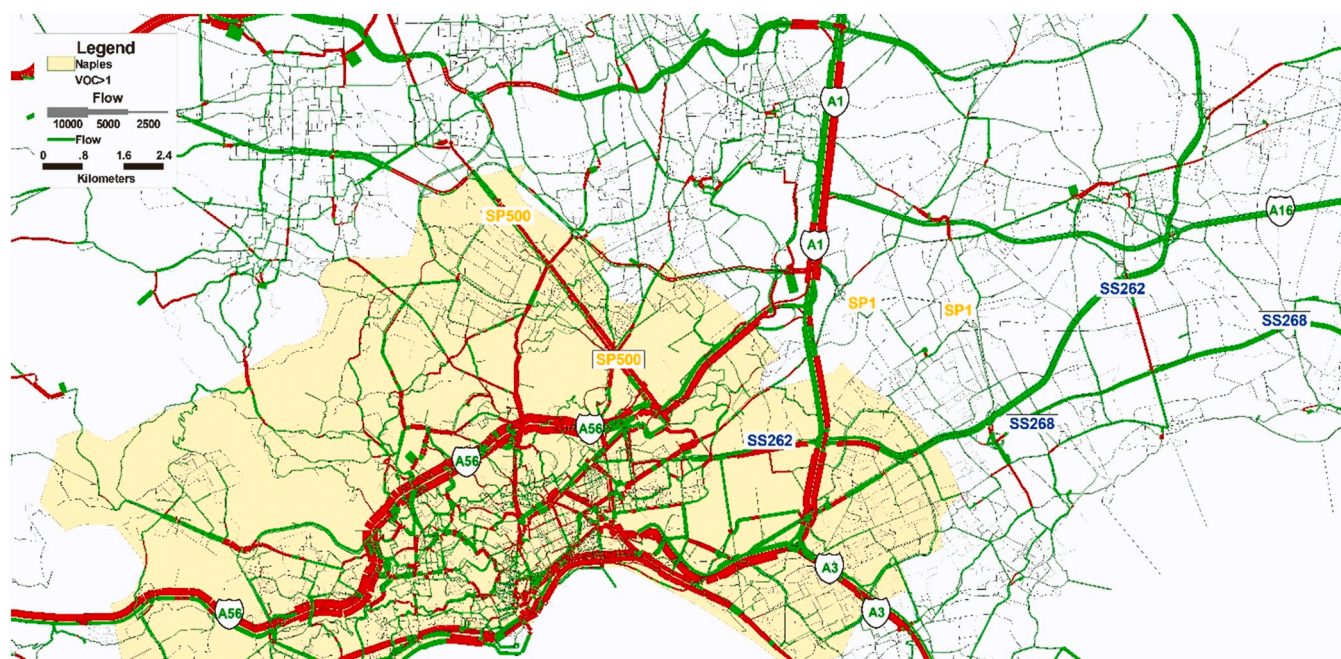 Legend
Naples
VOC>1
Flow
10000 5000 2500
Flow
0 .8 1.6 2.4
Kilometers
A1
SP500
A16
A1
SS262
SP1
SP1
SS268
SP500
SS268
A56
SS262
A56
A3
A56
A3